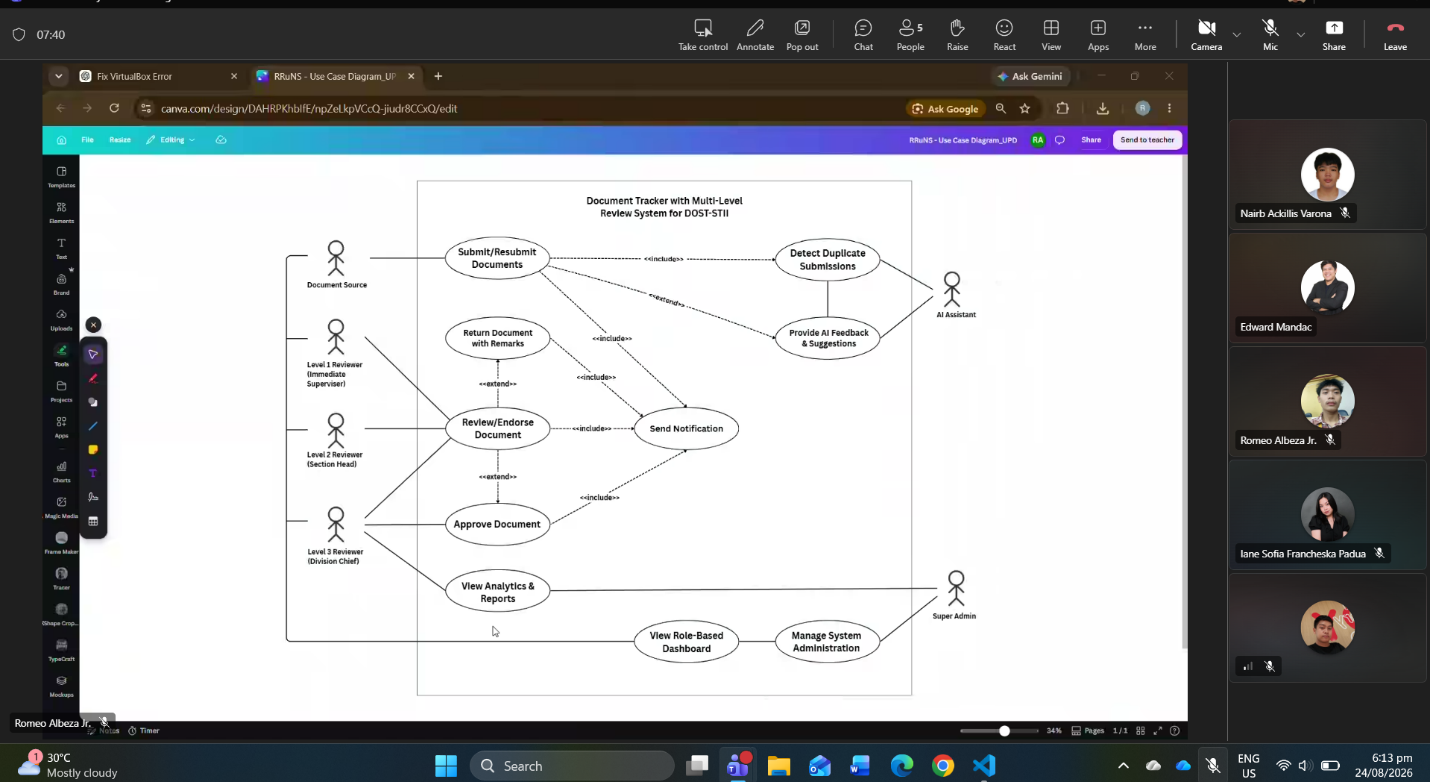 07:40
Take control
Annotate
Pop out
Chat
5
People
Raise
React
View
Apps
More
Camera
Mic
Share
Leave
Fix VirtualBox Error
RRuNS - Use Case Diagram_UP
Ask Gemini
canva.com/design/DAHRPKhbIfE/npZeLkpVCcQ-jiudr8CCxQ/edit
Ask Google
R
File
Resize
Editing
RRuNS - Use Case Diagram_UPD
RA
Share
Send to teacher
Templates
Elements
Text
Brand
Uploads
Tools
Projects
Apps
Charts
Magic Media
Frame Maker
Tracer
(Shape Crop...
TypeCraft
Mockups
Document Tracker with Multi-Level
Review System for DOST-STII
Document Source
Level 1 Reviewer
(Immediate
Supervisor)
Level 2 Reviewer
(Section Head)
Level 3 Reviewer
(Division Chief)
Submit/Resubmit
Documents
<<include>>
Detect Duplicate
Submissions
<<extend>>
AI Assistant
Return Document
with Remarks
<<include>>
Provide AI Feedback
& Suggestions
<<extend>>
<<include>>
Review/Endorse
Document
<<include>>
Send Notification
<<extend>>
<<include>>
Approve Document
View Analytics &
Reports
Super Admin
View Role-Based
Dashboard
Manage System
Administration
Nairb Ackillis Varona
Edward Mandac
Romeo Albeza Jr.
Iane Sofia Francheska Padua
Romeo Albeza Jr.
Notes
Timer
34%
Pages
1 / 1
1
30°C
Mostly cloudy
Search
ENG
US
6:13 pm
24/08/2026